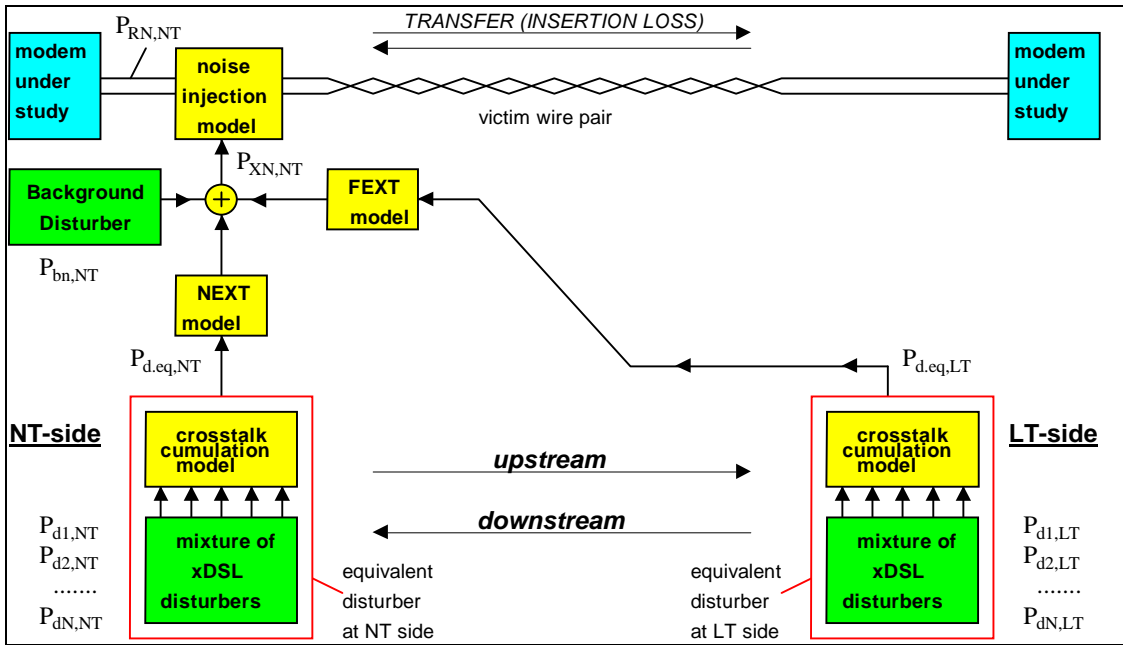 TRANSFER (INSERTION LOSS)
P_RN,NT
modem
under
study
noise
injection
model
victim wire pair
modem
under
study
P_XN,NT
Background
Disturber
+
FEXT
model
P_bn,NT
NEXT
model
P_d.eq,NT
P_d.eq,LT
NT-side
crosstalk
cumulation
model
upstream
crosstalk
cumulation
model
LT-side
downstream
P_d1,NT
P_d2,NT
.......
P_dN,NT
mixture of
xDSL
disturbers
equivalent
disturber
at NT side
equivalent
disturber
at LT side
mixture of
xDSL
disturbers
P_d1,LT
P_d2,LT
.......
P_dN,LT